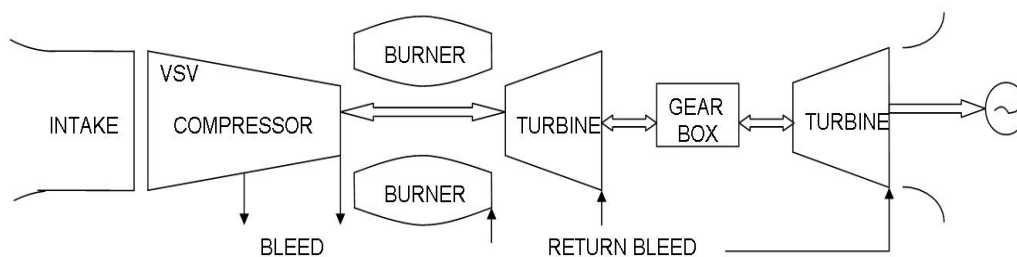 BURNER
VSV
INTAKE
COMPRESSOR
TURBINE
GEAR
BOX
TURBINE
BURNER
BLEED
RETURN BLEED